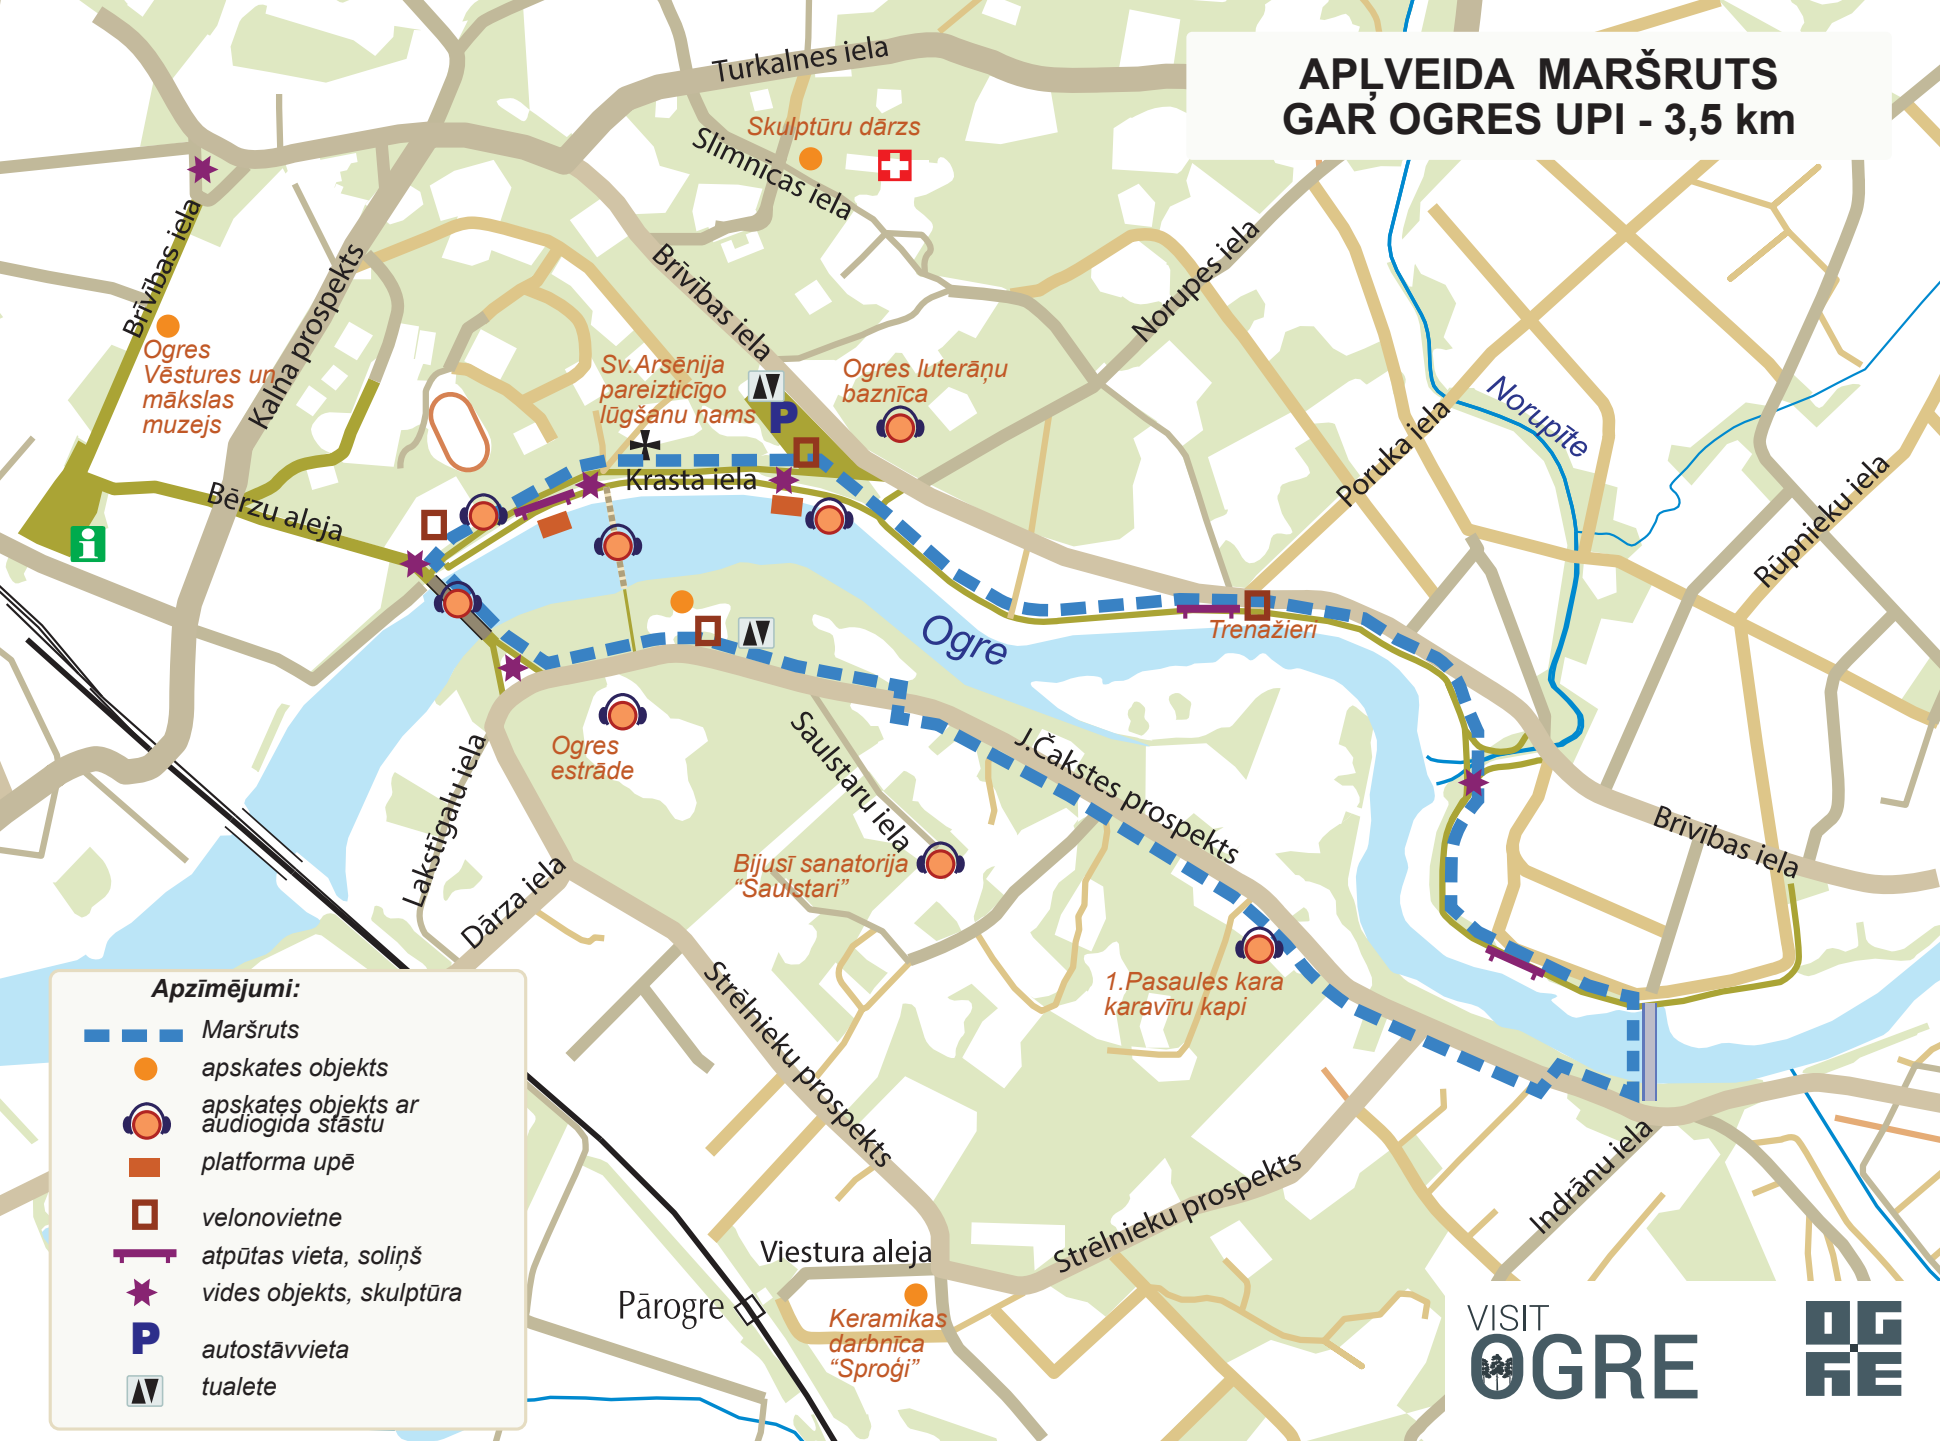 APĻVEIDA MARŠRUTS
GAR OGRES UPI - 3,5 km
Turkalnes iela
Skulptūru dārzs
Slimnīcas iela
Brīvības iela
Kalna prospekts
Brīvības iela
Norupes iela
Ogres
Vēstures un
mākslas
muzejs
Sv.Arsēnija
pareizticīgo
lūgšanu nams
P
Ogres luterāņu
baznīca
Norupīte
Poruka iela
Rūpnieku iela
Krasta iela
Bērzu aleja
i
Ogre
Trenažieri
Ogres
estrāde
Lakstīgalu iela
Saulstaru iela
J.Čakstes prospekts
Brīvības iela
Bijusī sanatorija
“Saulstari”
Dārza iela
1.Pasaules kara
karavīru kapi
Strēlnieku prospekts
Strēlnieku prospekts
Indrānu iela
Viestura aleja
Pārogre
Keramikas
darbnīca
“Sproģi”
Apzīmējumi:
Maršruts
apskates objekts
apskates objekts ar
audiogida stāstu
platforma upē
velonovietne
atpūtas vieta, soliņš
vides objekts, skulptūra
P autostāvvieta
tualete
VISIT
OGRE
OG
RE